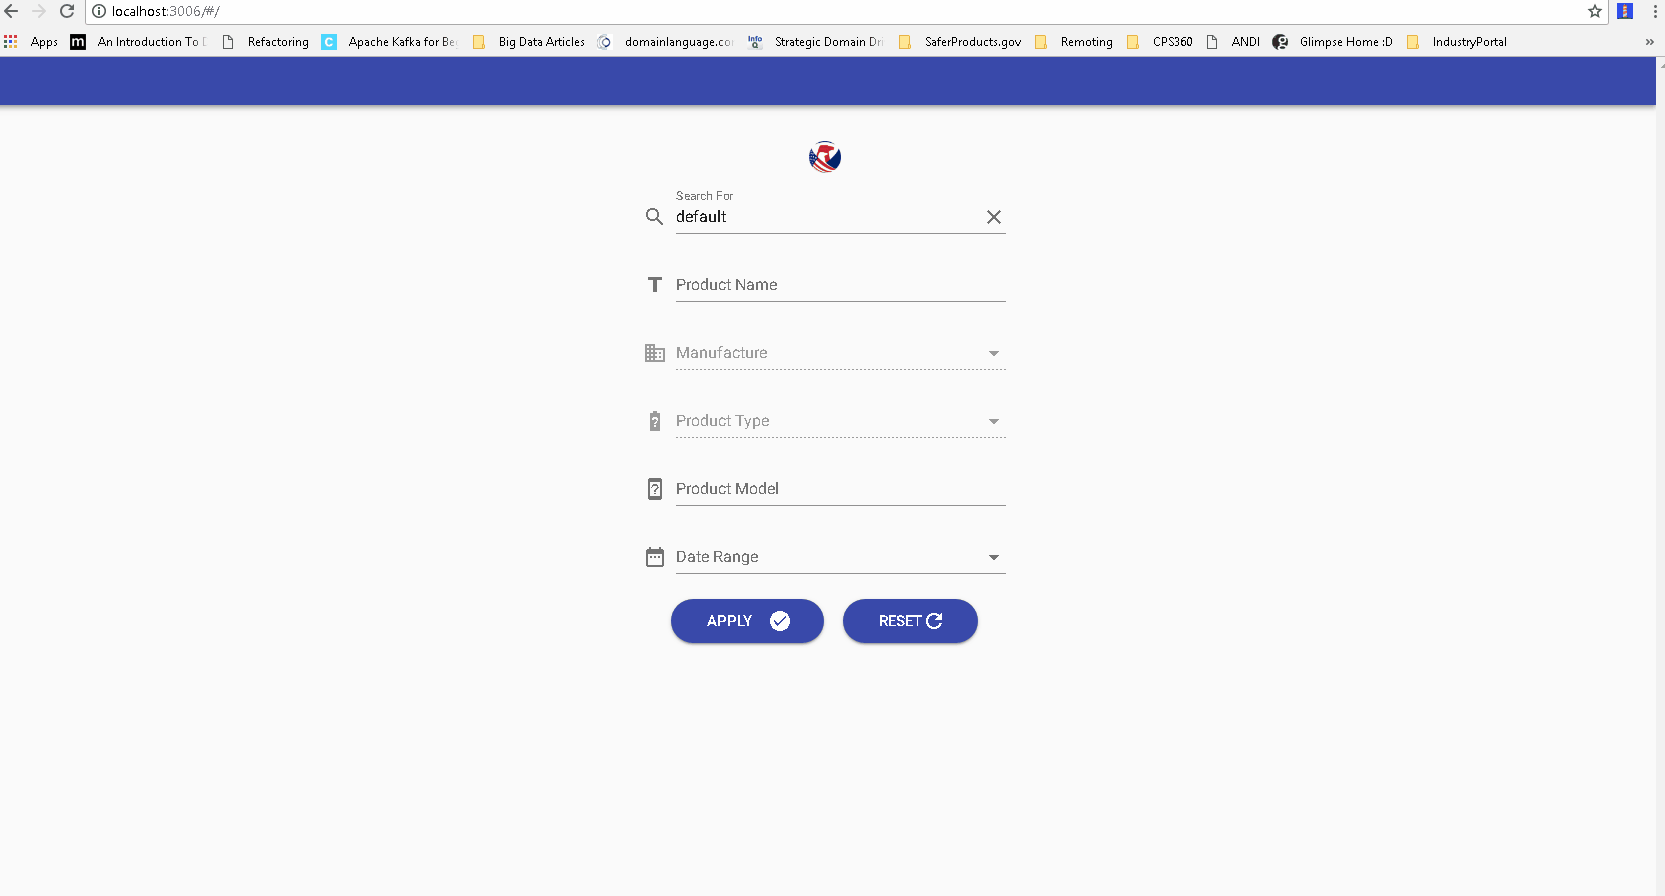 localhost:3006/#/
Apps m An Introduction To Refactoring C Apache Kafka for Be Big Data Articles domainlanguage.co Info Q Strategic Domain Dri SaferProducts.gov Remoting CPS360 ANDI Glimpse Home :D IndustryPortal »
Search For
default
Product Name
Manufacture
Product Type
Product Model
Date Range
APPLY RESET